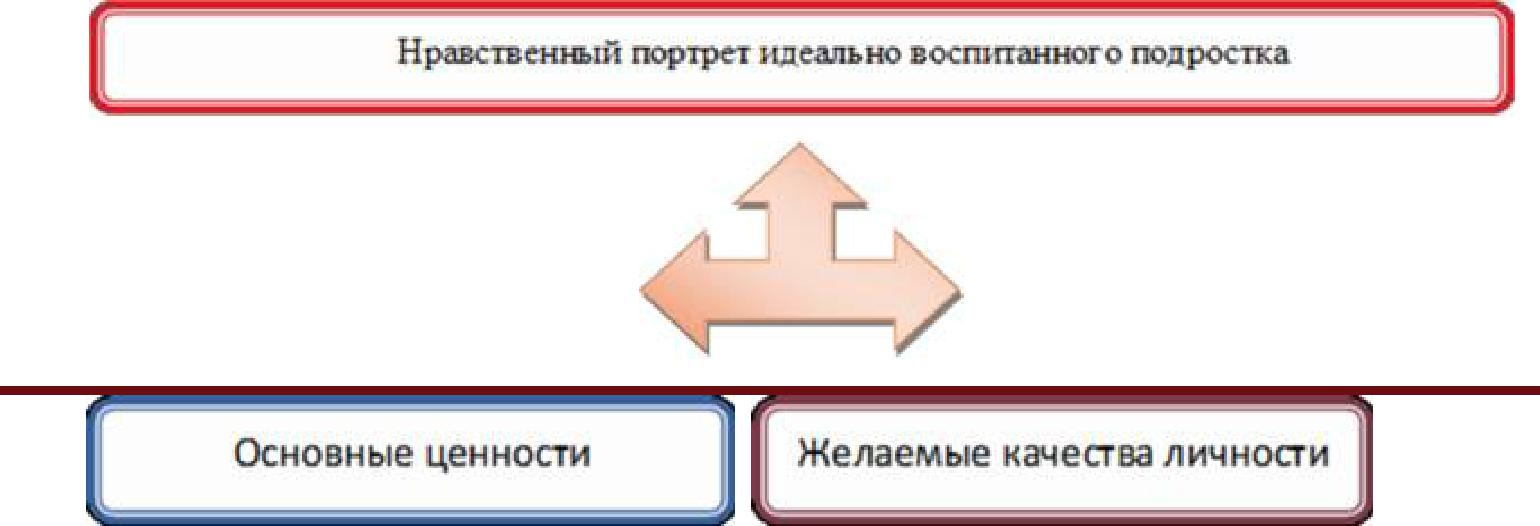 Нравственный портрет идеально воспитанного подростка
Основные ценности
Желаемые качества личности